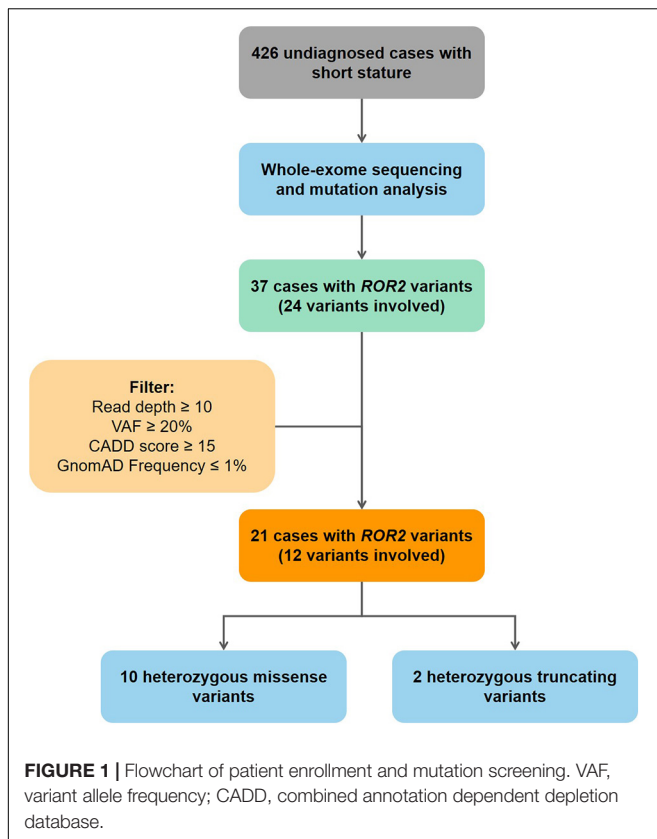 426 undiagnosed cases with
short stature
Whole-exome sequencing
and mutation analysis
37 cases with ROR2 variants
(24 variants involved)
Filter:
Read depth ≥ 10
VAF ≥ 20%
CADD score ≥ 15
GnomAD Frequency ≤ 1%
21 cases with ROR2 variants
(12 variants involved)
10 heterozygous missense
variants
2 heterozygous truncating
variants
FIGURE 1 | Flowchart of patient enrollment and mutation screening. VAF,
variant allele frequency; CADD, combined annotation dependent depletion
database.